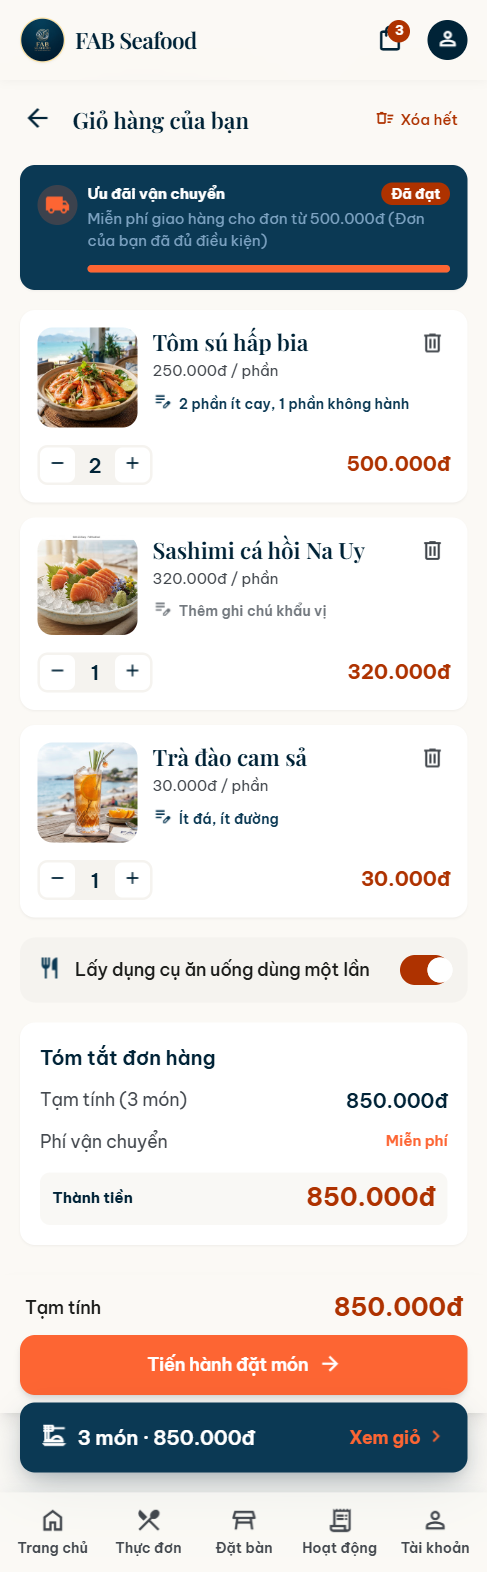 FAB
FAB Seafood
3
Giỏ hàng của bạn
Xóa hết
Ưu đãi vận chuyển
Đã đạt
Miễn phí giao hàng cho đơn từ 500.000đ (Đơn
của bạn đã đủ điều kiện)
Tôm sú hấp bia
250.000đ / phần
2 phần ít cay, 1 phần không hành
− 2 +
500.000đ
Sashimi cá hồi Na Uy
320.000đ / phần
Thêm ghi chú khẩu vị
− 1 +
320.000đ
Trà đào cam sả
30.000đ / phần
Ít đá, ít đường
− 1 +
30.000đ
Lấy dụng cụ ăn uống dùng một lần
Tóm tắt đơn hàng
Tạm tính (3 món)
850.000đ
Phí vận chuyển
Miễn phí
Thành tiền
850.000đ
Tạm tính
850.000đ
Tiến hành đặt món
3 món · 850.000đ
Xem giỏ
Trang chủ
Thực đơn
Đặt bàn
Hoạt động
Tài khoản